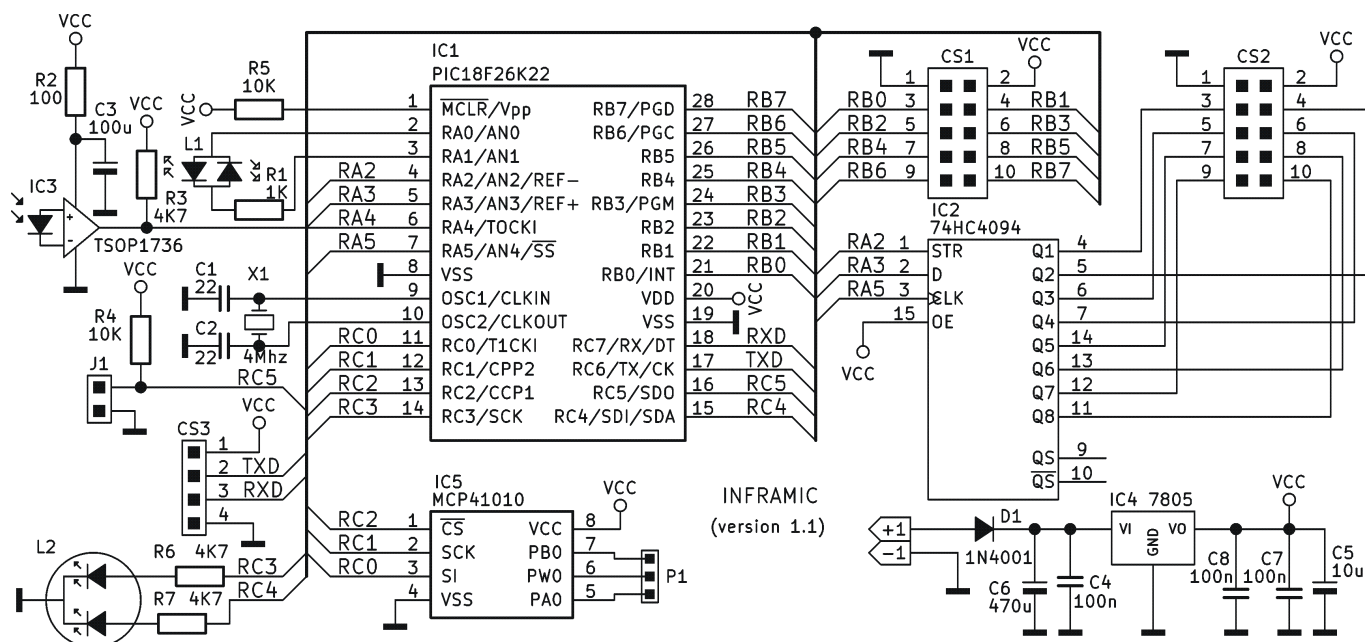 VCC
R2
100
C3
100u
VCC
R3
4K7
IC3
TSOP1736
R5
10K
VCC
L1
R1
1K
RA2
RA3
RA4
RA5
C1
22
X1
C2
22
4Mhz
VCC
R4
10K
J1
RC5
RC0
RC1
RC2
RC3
IC1
PIC18F26K22
1 MCLR/Vpp RB7/PGD 28 RB7
2 RA0/AN0 RB6/PGC 27 RB6
3 RA1/AN1 RB5 26 RB5
4 RA2/AN2/REF- RB4 25 RB4
5 RA3/AN3/REF+ RB3/PGM 24 RB3
6 RA4/TOCKI RB2 23 RB2
7 RA5/AN4/SS RB1 22 RB1
8 VSS RB0/INT 21 RB0
9 OSC1/CLKIN VDD 20 VCC
10 OSC2/CLKOUT VSS 19
11 RC0/T1CKI RC7/RX/DT 18 RXD
12 RC1/CPP2 RC6/TX/CK 17 TXD
13 RC2/CCP1 RC5/SDO 16 RC5
14 RC3/SCK RC4/SDI/SDA 15 RC4
CS1
VCC
1 2
RB0 3 4 RB1
RB2 5 6 RB3
RB4 7 8 RB5
RB6 9 10 RB7
CS2
VCC
1 2
3 4
5 6
7 8
9 10
IC2
74HC4094
RA2 1 STR Q1 4
RA3 2 D Q2 5
RA5 3 CLK Q3 6
15 OE Q4 7
VCC
Q5 14
Q6 13
Q7 12
Q8 11
QS 9
QS 10
CS3
VCC
1
2 TXD
3 RXD
4
L2
R6 4K7 RC3
R7 4K7 RC4
IC5
MCP41010
VCC
RC2 1 CS VCC 8
RC1 2 SCK PB0 7
RC0 3 SI PW0 6
4 VSS PA0 5
P1
INFRAMIC
(version 1.1)
+1
-1
D1
1N4001
C6
470u
C4
100n
IC4 7805
VI VO
GND
VCC
C8
100n
C7
100n
C5
10u